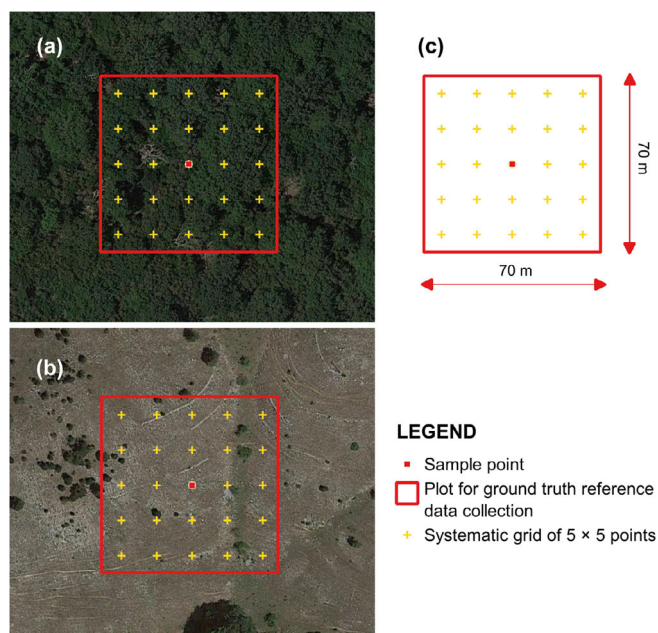 (a)
(c)
70 m
70 m
(b)
LEGEND
Sample point
Plot for ground truth reference
data collection
Systematic grid of 5 × 5 points